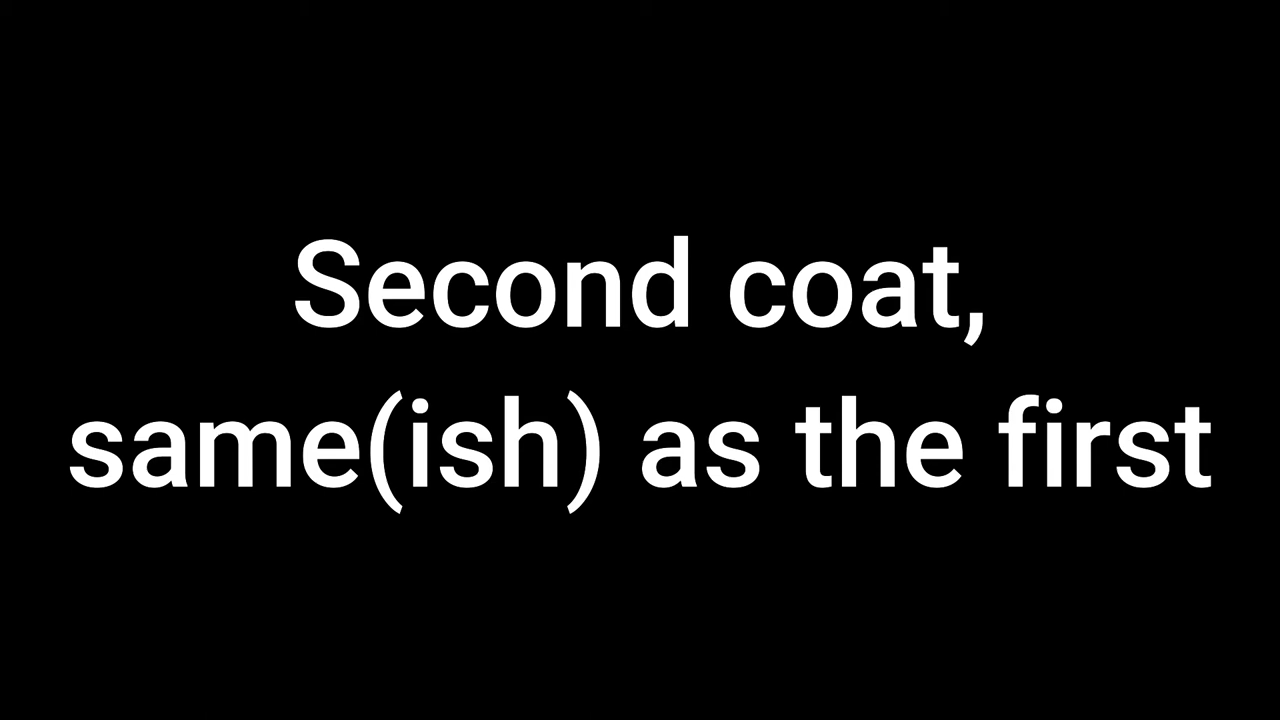 Second coat,
same(ish) as the first